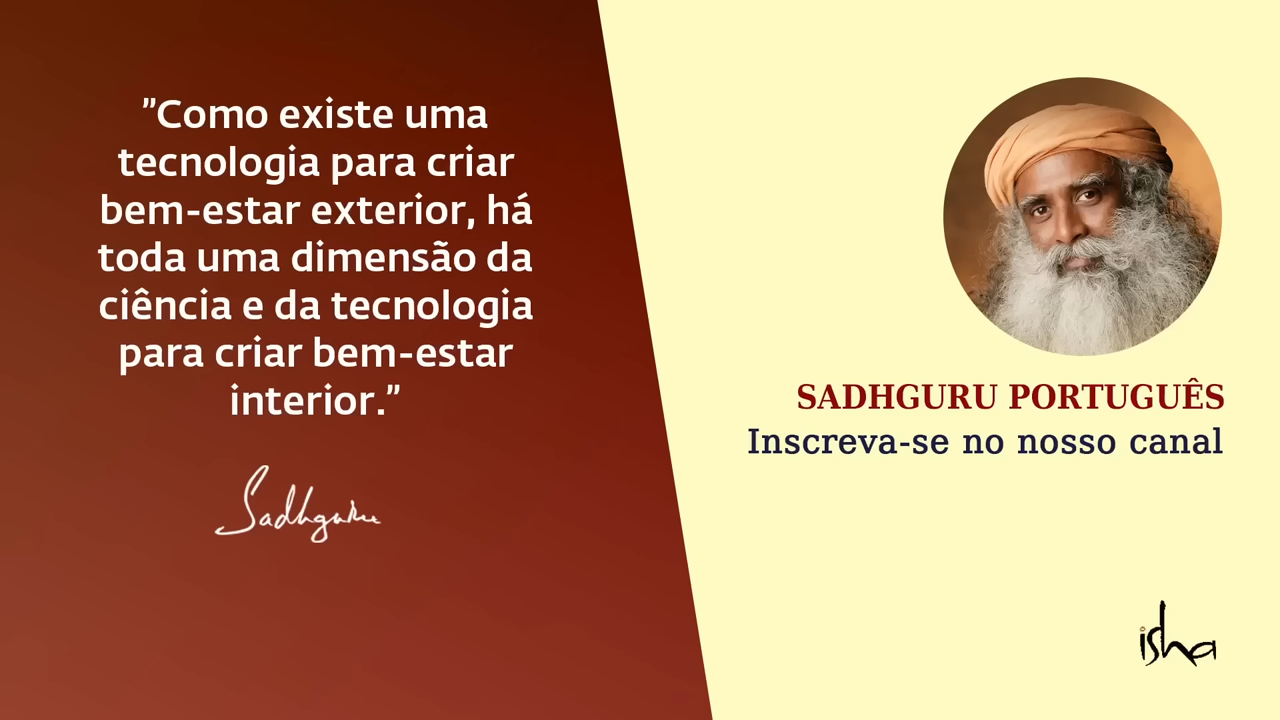 "Como existe uma
tecnologia para criar
bem-estar exterior, há
toda uma dimensão da
ciência e da tecnologia
para criar bem-estar
interior."
Sadhguru
SADHGURU PORTUGUÊS
Inscreva-se no nosso canal
isha